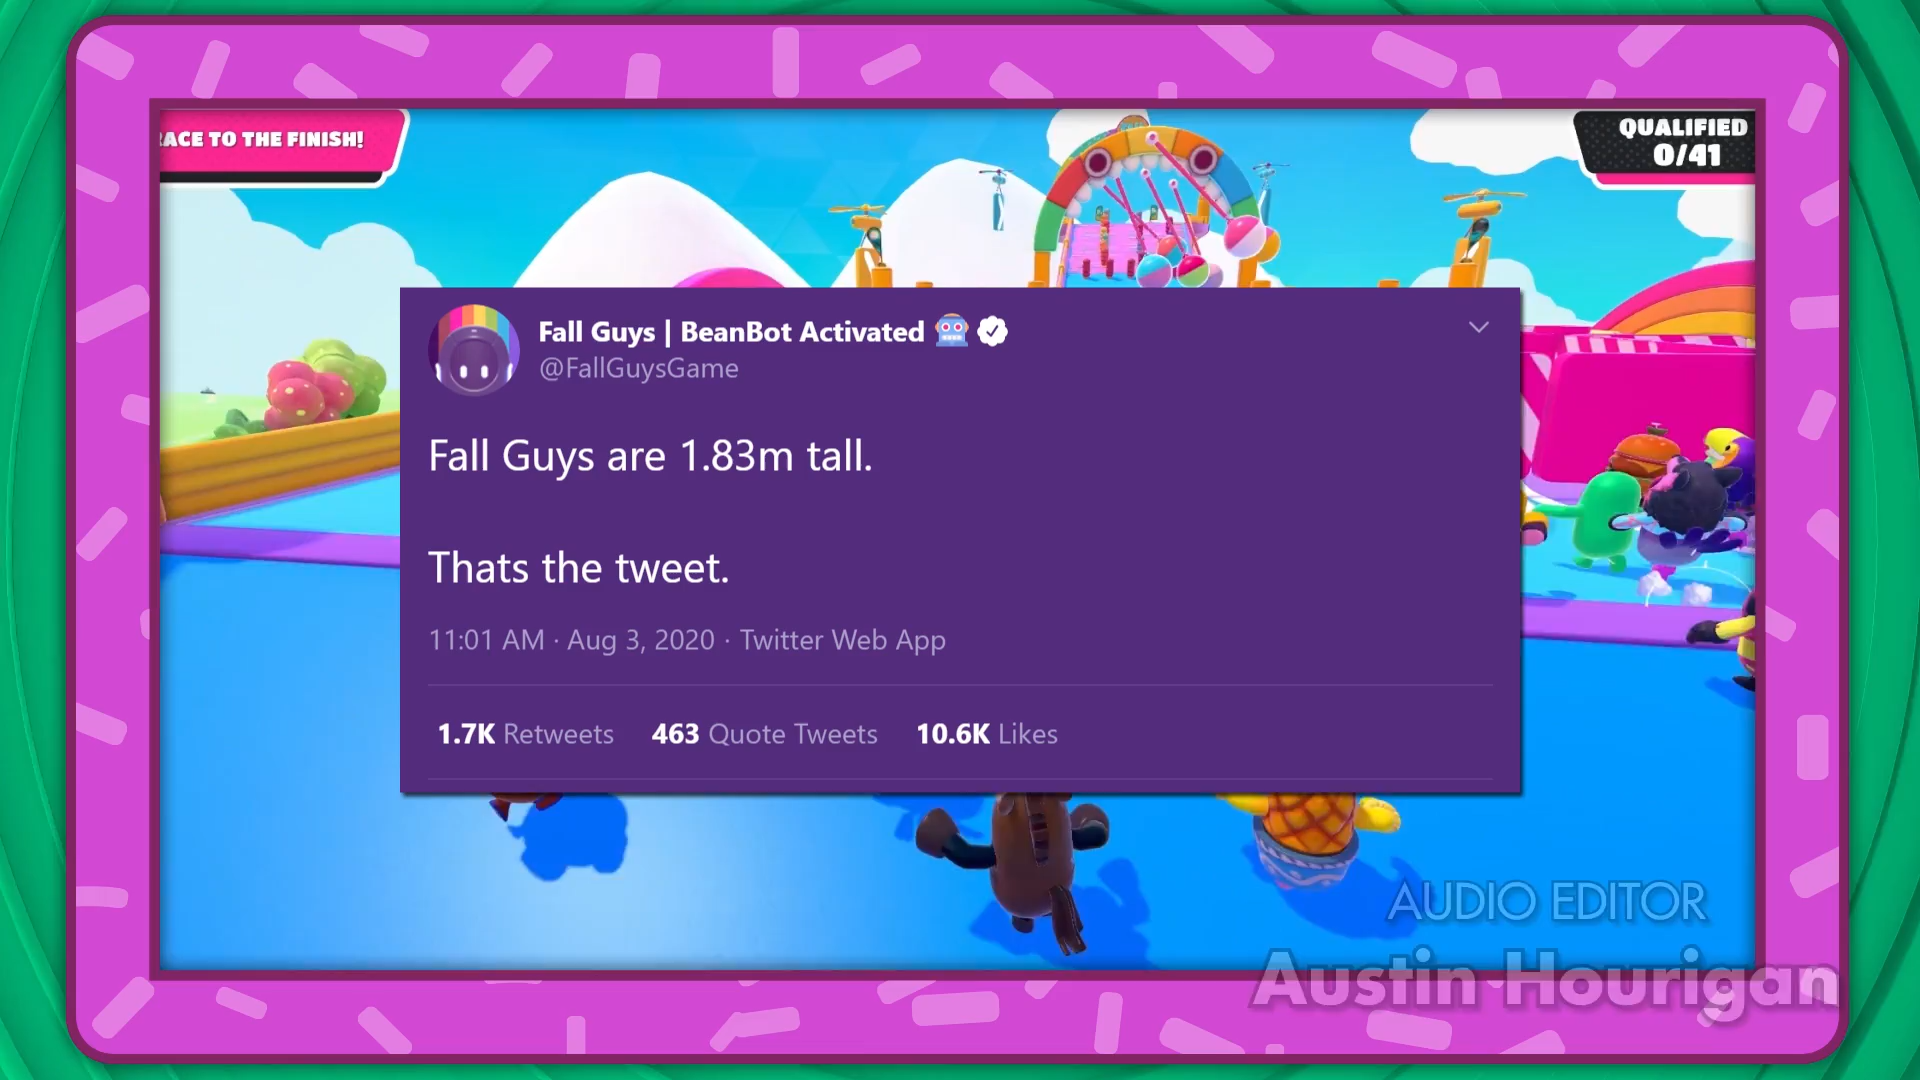 RACE TO THE FINISH!
QUALIFIED
0/41
Fall Guys | BeanBot Activated
@FallGuysGame
Fall Guys are 1.83m tall.
Thats the tweet.
11:01 AM · Aug 3, 2020 · Twitter Web App
1.7K Retweets 463 Quote Tweets 10.6K Likes
AUDIO EDITOR
Austin Hourigan